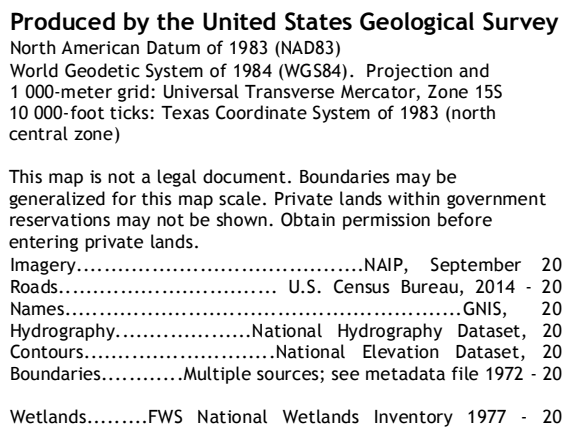 Produced by the United States Geological Survey
North American Datum of 1983 (NAD83)
World Geodetic System of 1984 (WGS84). Projection and
1 000-meter grid: Universal Transverse Mercator, Zone 15S
10 000-foot ticks: Texas Coordinate System of 1983 (north
central zone)
This map is not a legal document. Boundaries may be
generalized for this map scale. Private lands within government
reservations may not be shown. Obtain permission before
entering private lands.
Imagery............................................NAIP, September 20
Roads................................. U.S. Census Bureau, 2014 - 20
Names............................................................GNIS, 20
Hydrography....................National Hydrography Dataset, 20
Contours............................National Elevation Dataset, 20
Boundaries............Multiple sources; see metadata file 1972 - 20
Wetlands.........FWS National Wetlands Inventory 1977 - 20